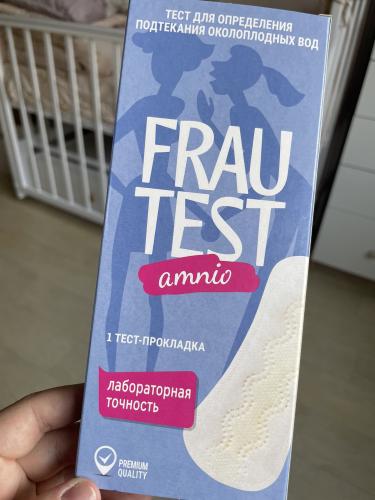 ТЕСТ ДЛЯ ОПРЕДЕЛЕНИЯ
ПОДТЕКАНИЯ ОКОЛОПЛОДНЫХ ВОД
FRAU
TEST
amnio
1 ТЕСТ-ПРОКЛАДКА
лабораторная
точность
PREMIUM
QUALITY